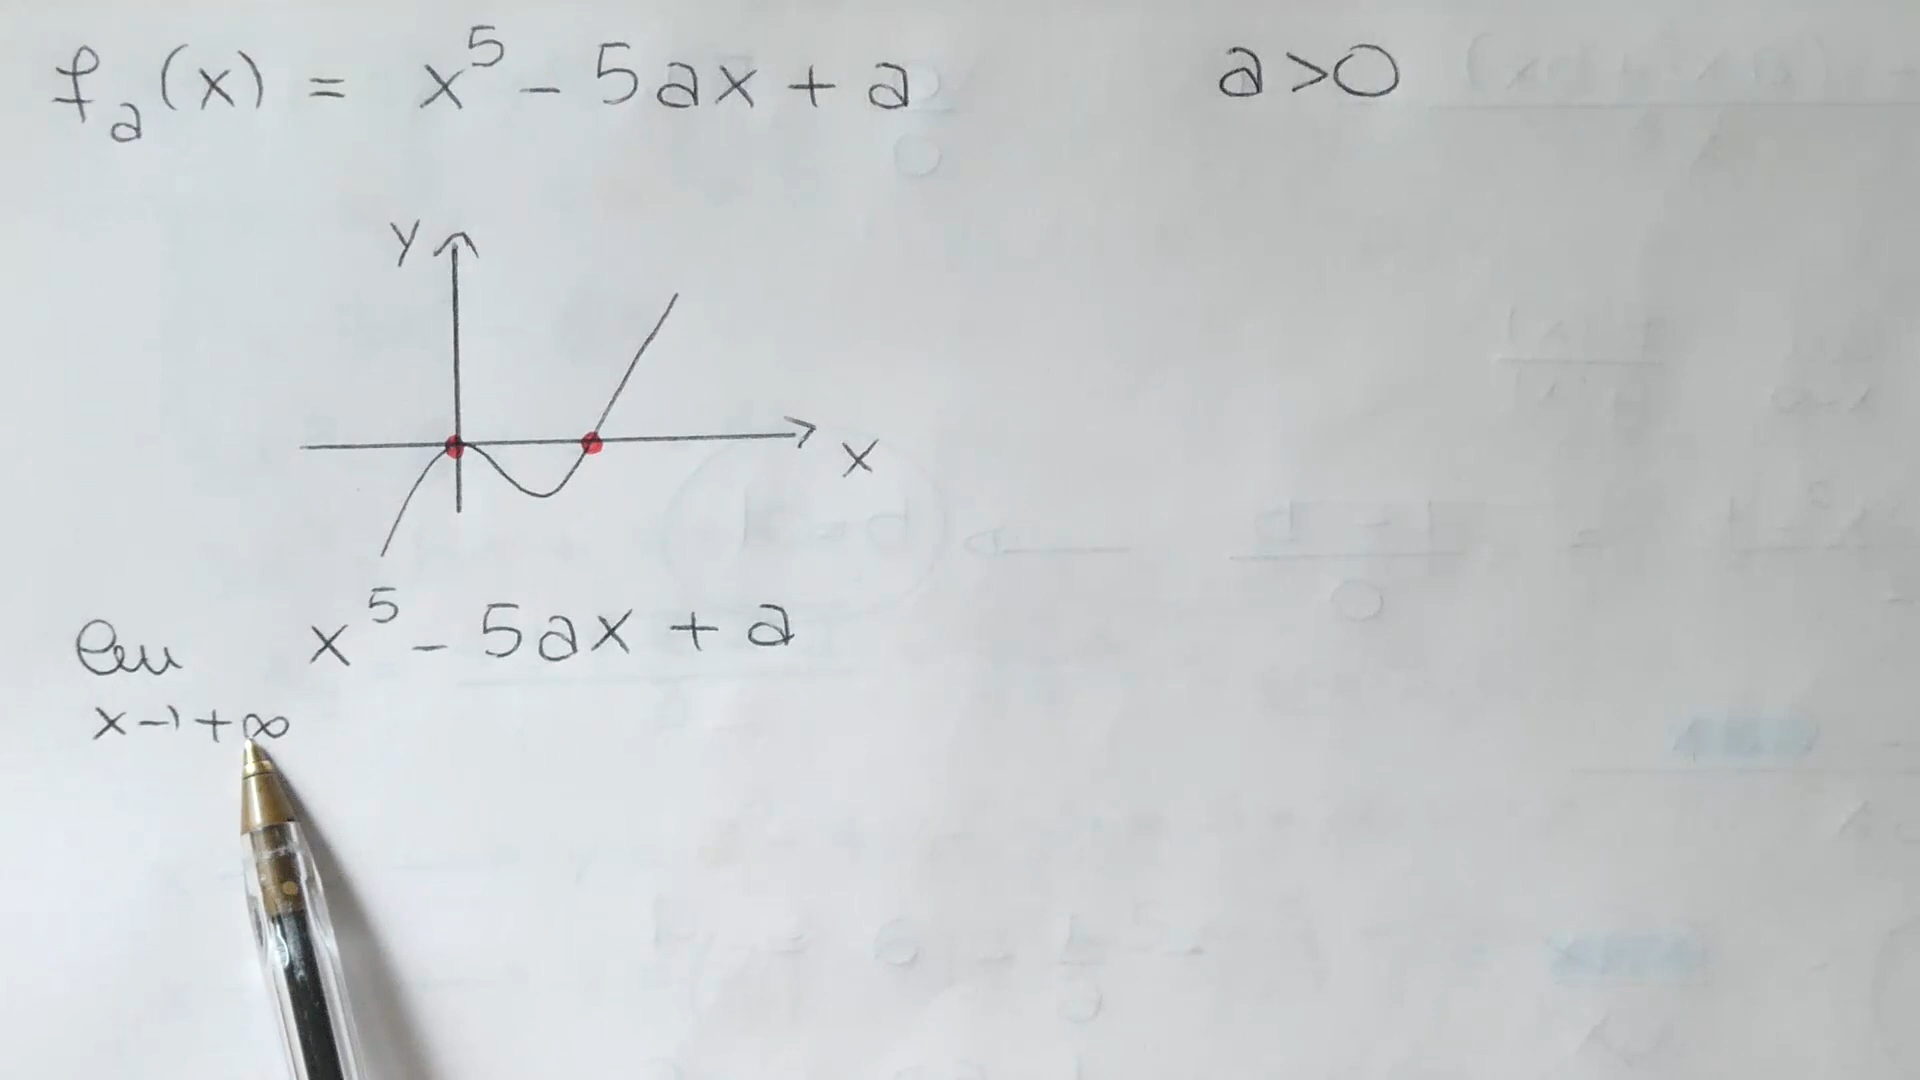 fₐ(x) = x⁵ - 5ax + a a>0
y
x
lim x⁵ - 5ax + a
x→+∞